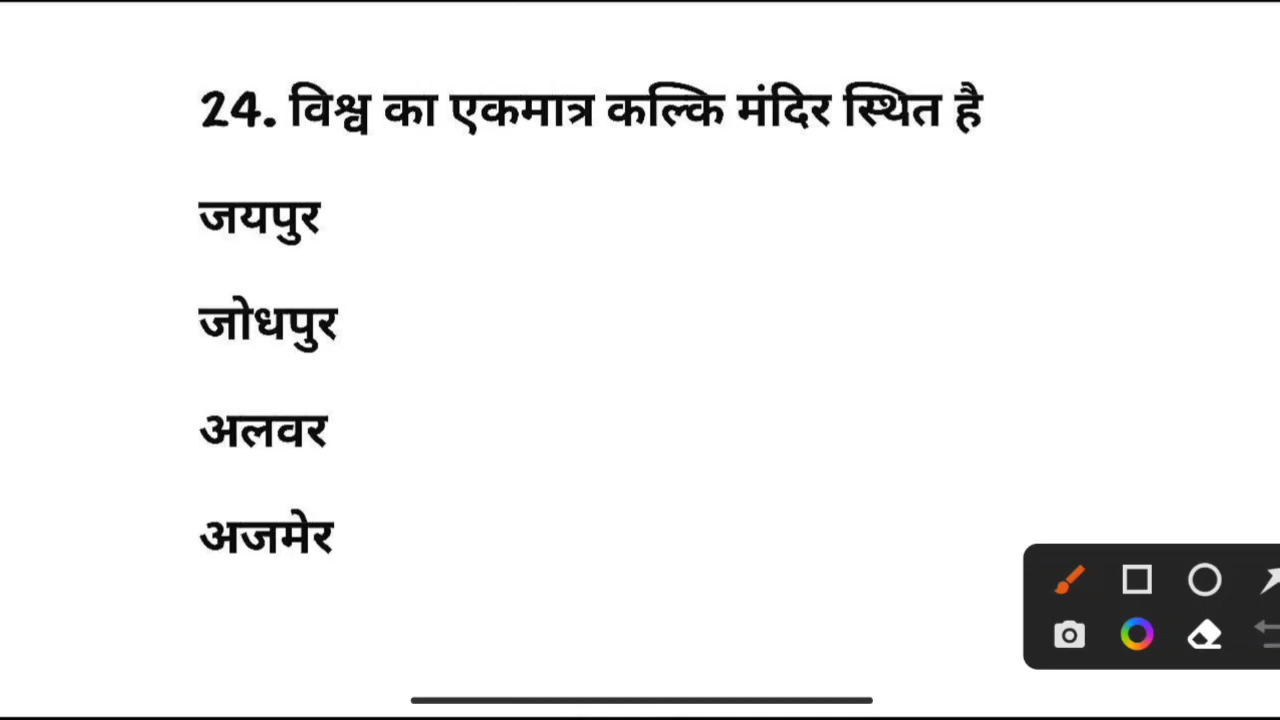 24. विश्व का एकमात्र कल्कि मंदिर स्थित है
जयपुर
जोधपुर
अलवर
अजमेर